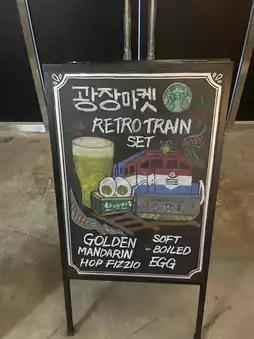 광장마켓
RETRO TRAIN
SET
GOLDEN
MANDARIN
HOP FIZZIO
SOFT
-BOILED
EGG